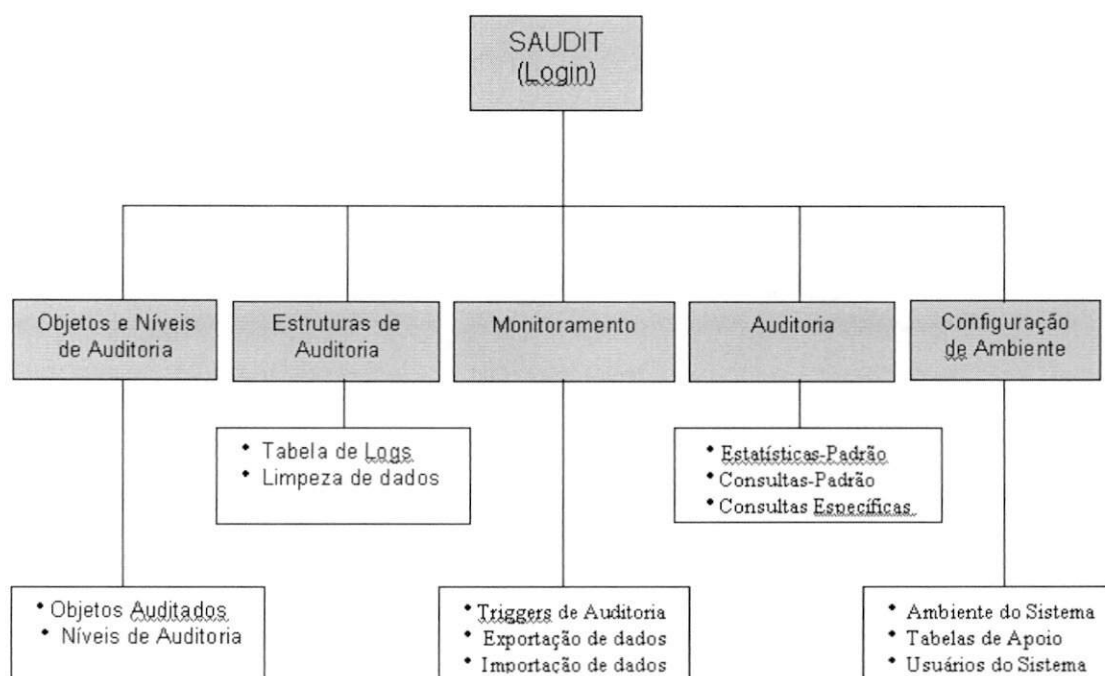 SAUDIT
(Login)
Objetos e Níveis
de Auditoria
Estruturas de
Auditoria
Monitoramento
Auditoria
Configuração
de Ambiente
• Tabela de Logs
• Limpeza de dados
• Estatísticas-Padrão
• Consultas-Padrão
• Consultas Específicas
• Objetos Auditados
• Níveis de Auditoria
• Triggers de Auditoria
• Exportação de dados
• Importação de dados
• Ambiente do Sistema
• Tabelas de Apoio
• Usuários do Sistema